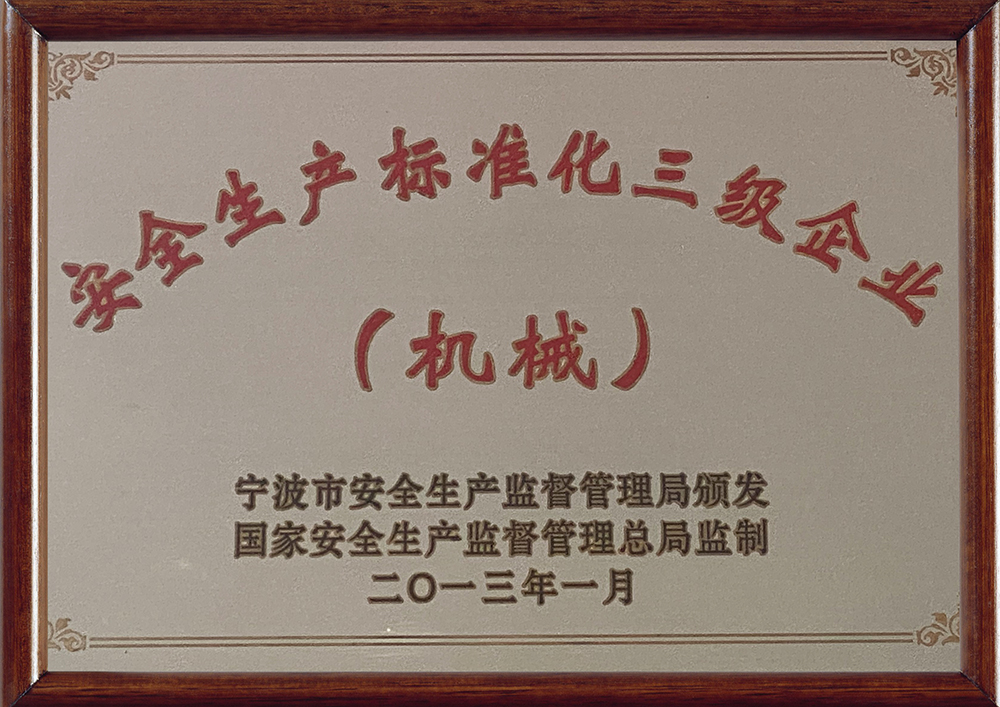 安全生产标准化三级企业
(机械)
宁波市安全生产监督管理局颁发
国家安全生产监督管理总局监制
二〇一三年一月